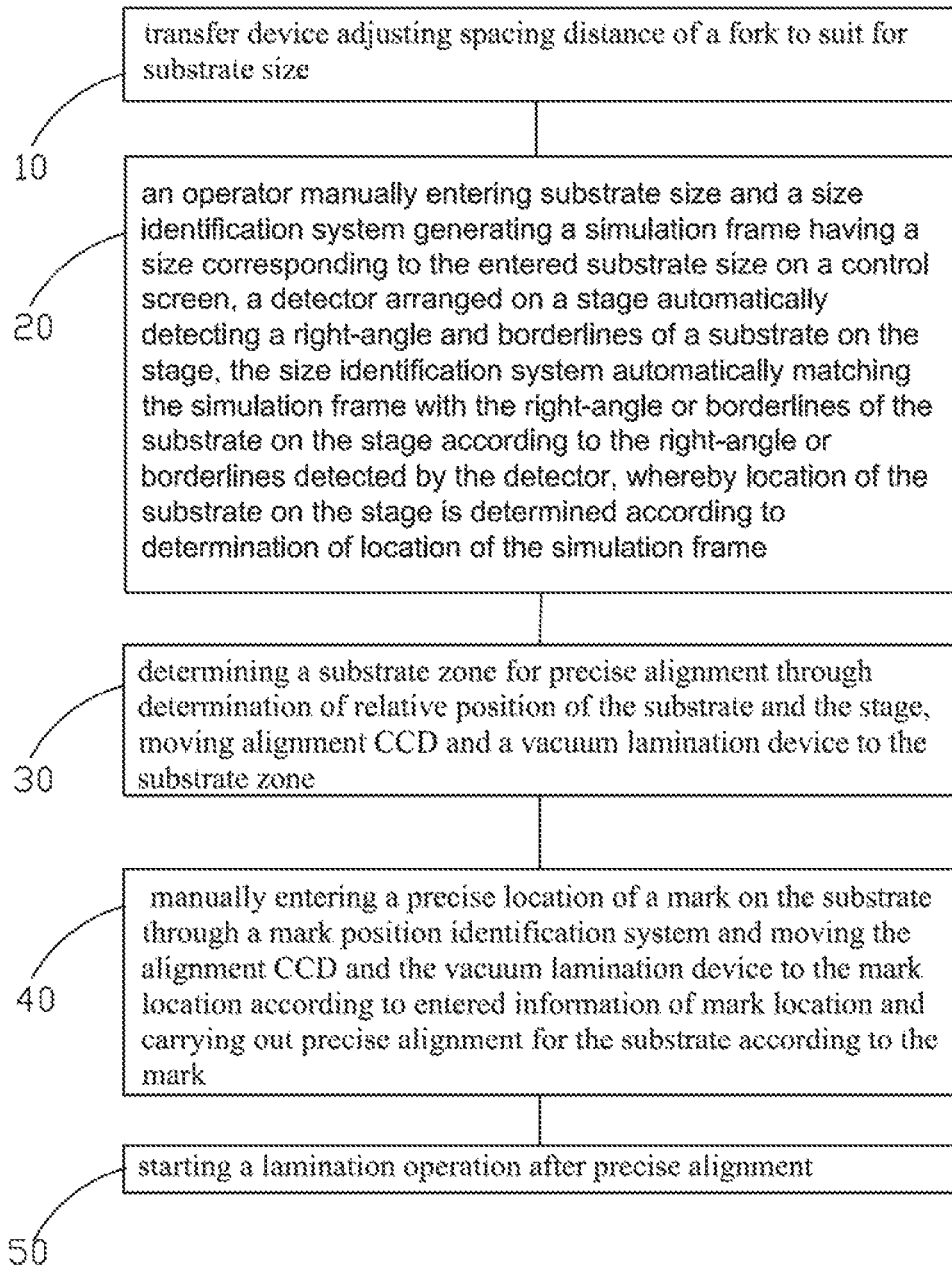 transfer device adjusting spacing distance of a fork to suit for
substrate size
10
an operator manually entering substrate size and a size
identification system generating a simulation frame having a
size corresponding to the entered substrate size on a control
screen, a detector arranged on a stage automatically
detecting a right-angle and borderlines of a substrate on the
stage, the size identification system automatically matching
the simulation frame with the right-angle or borderlines of the
substrate on the stage according to the right-angle or
borderlines detected by the detector, whereby location of the
substrate on the stage is determined according to
determination of location of the simulation frame
20
determining a substrate zone for precise alignment through
determination of relative position of the substrate and the stage,
moving alignment CCD and a vacuum lamination device to the
substrate zone
30
manually entering a precise location of a mark on the substrate
through a mark position identification system and moving the
alignment CCD and the vacuum lamination device to the mark
location according to entered information of mark location and
carrying out precise alignment for the substrate according to the
mark
40
starting a lamination operation after precise alignment
50